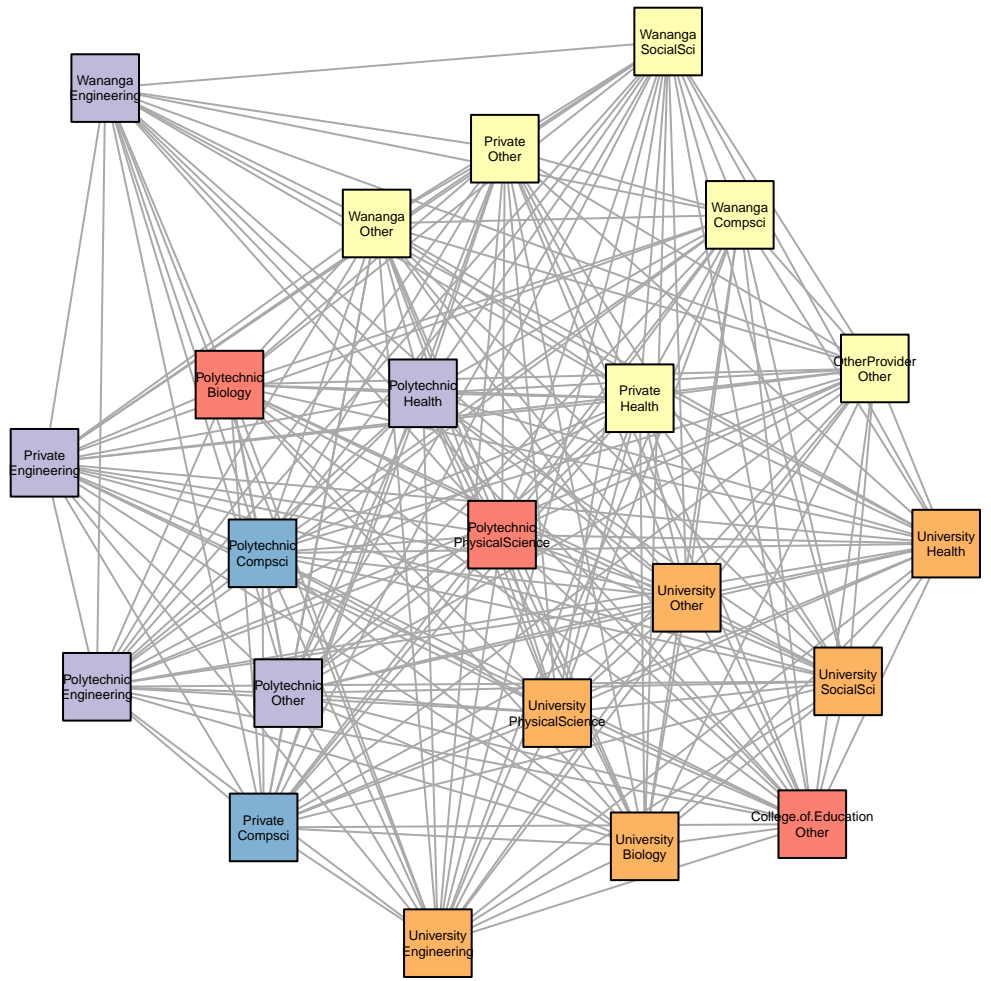 Wananga
SocialSci
Wananga
Engineering
Private
Other
Wananga
Compsci
Wananga
Other
OtherProvider
Other
Polytechnic
Biology
Polytechnic
Health
Private
Health
Private
Engineering
Polytechnic
PhysicalScience
University
Health
Polytechnic
Compsci
University
Other
University
SocialSci
Polytechnic
Engineering
Polytechnic
Other
University
PhysicalScience
College.of.Education
Other
Private
Compsci
University
Biology
University
Engineering